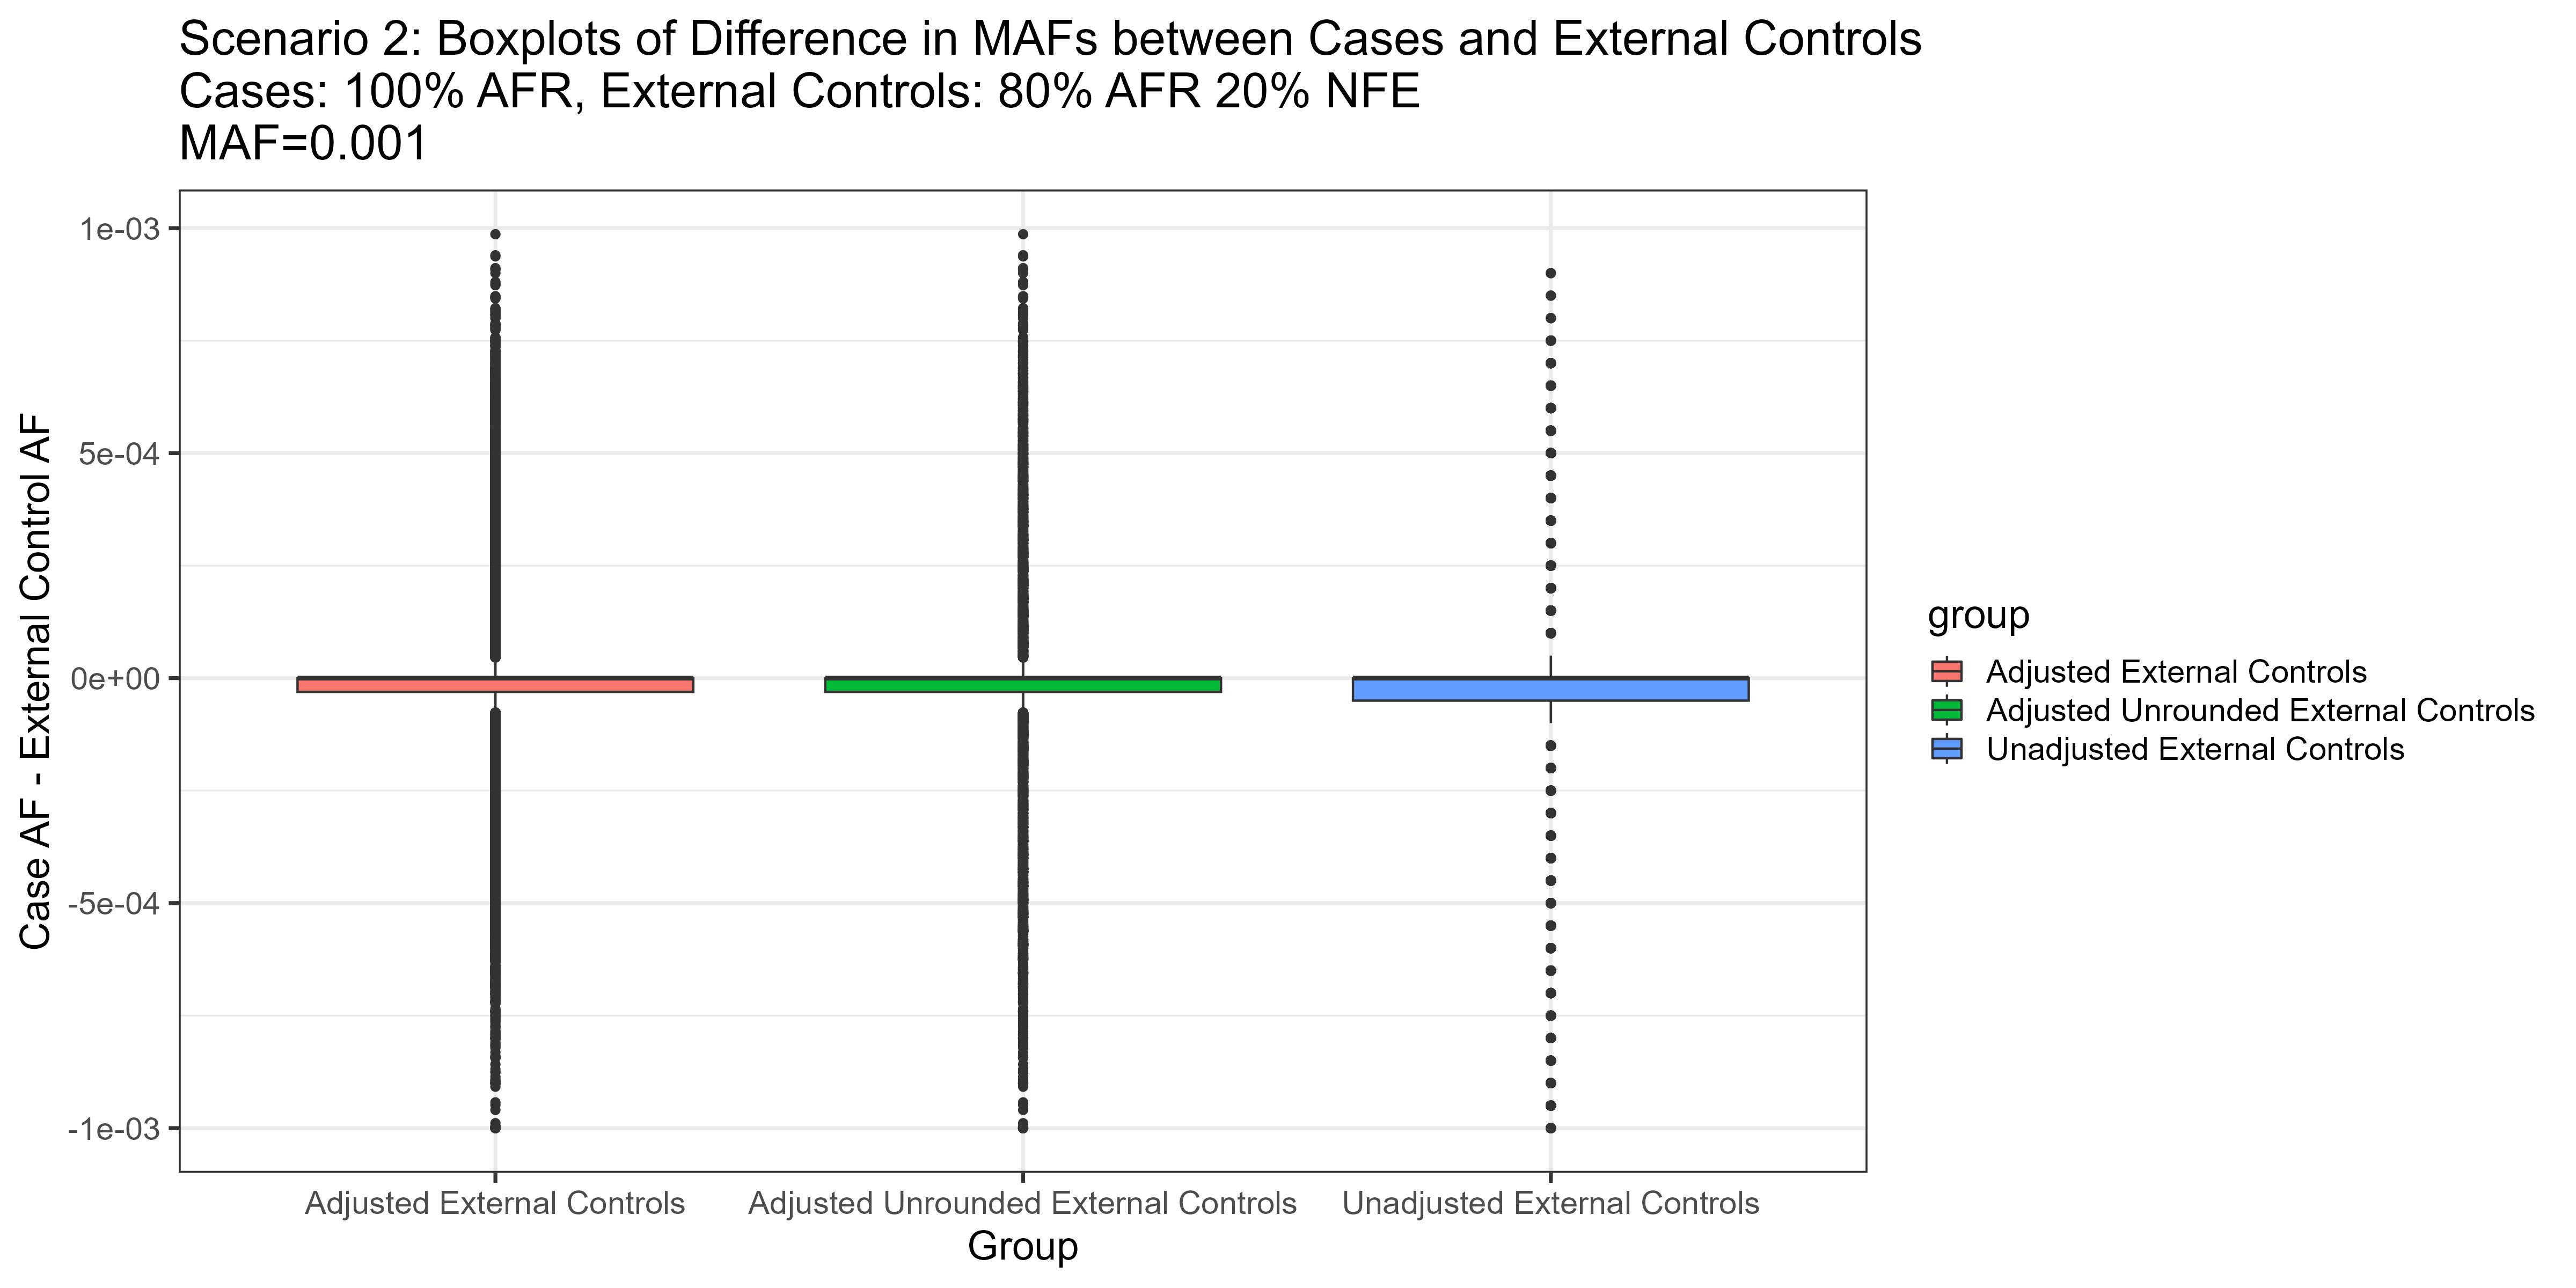 Scenario 2: Boxplots of Difference in MAFs between Cases and External Controls
Cases: 100% AFR, External Controls: 80% AFR 20% NFE
MAF=0.001
Case AF - External Control AF
1e-03
5e-04
0e+00
-5e-04
-1e-03
Adjusted External Controls
Adjusted Unrounded External Controls
Unadjusted External Controls
Group
group
Adjusted External Controls
Adjusted Unrounded External Controls
Unadjusted External Controls